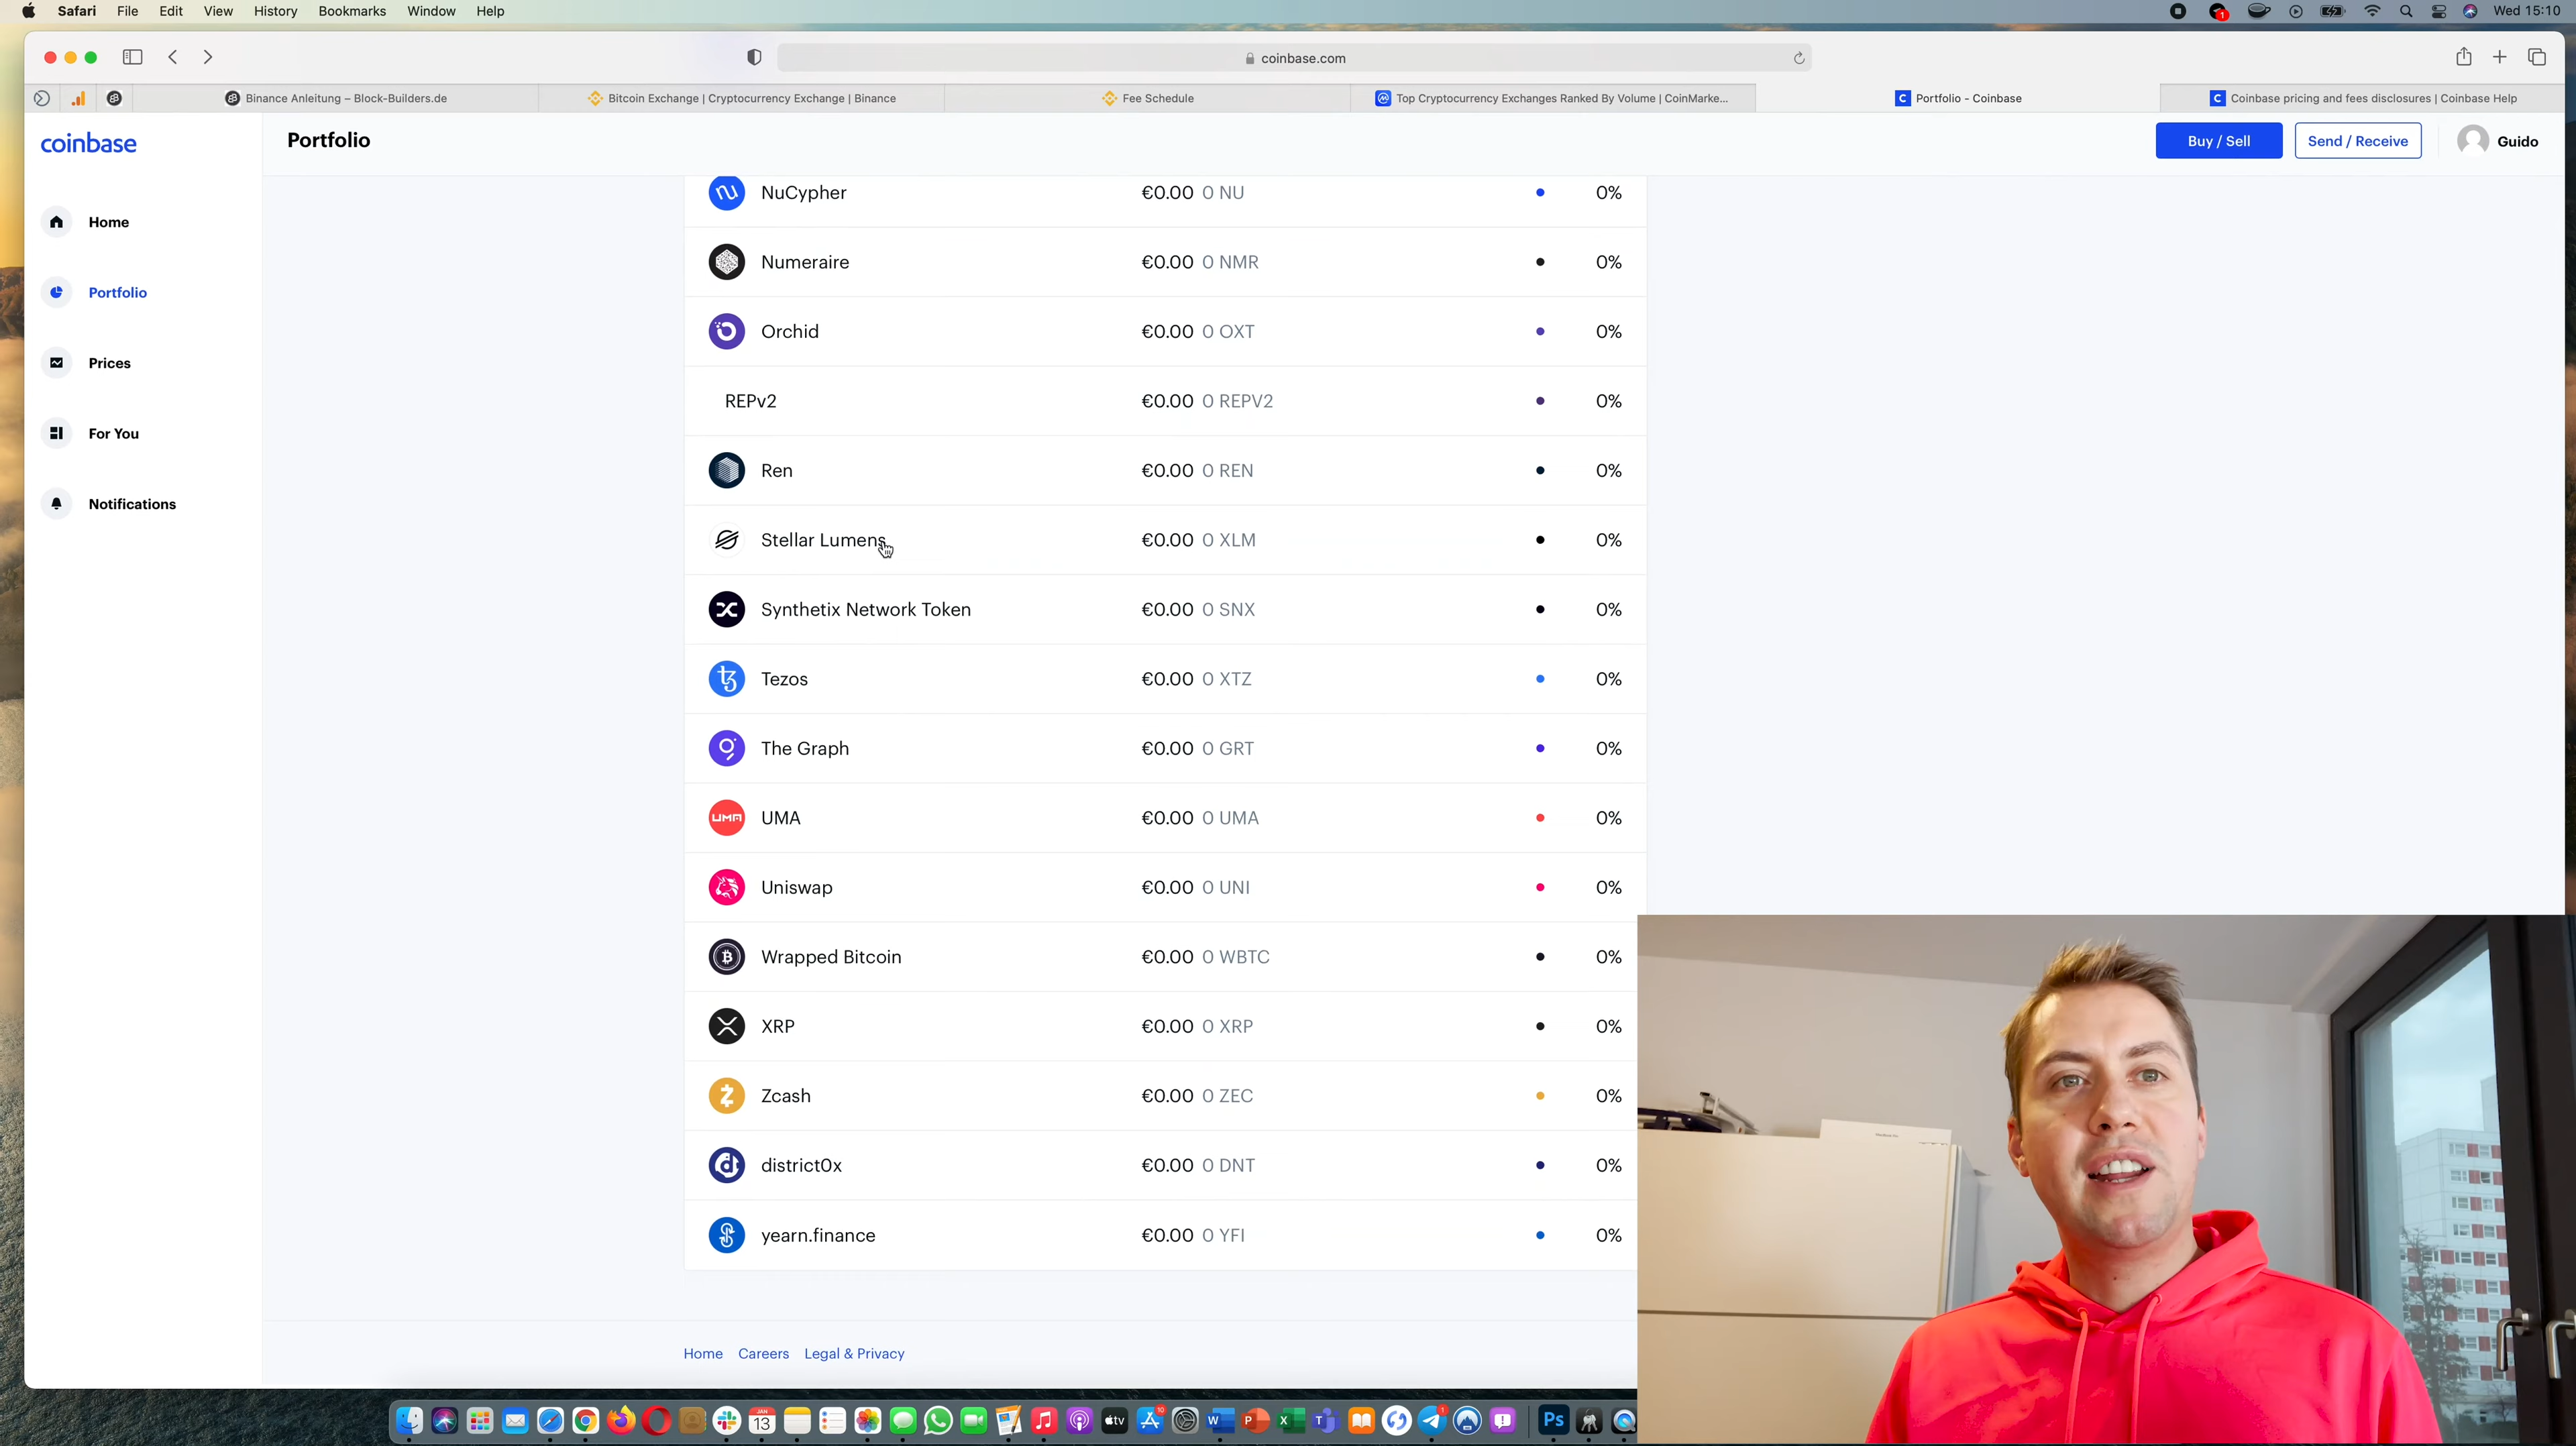 Safari File Edit View History Bookmarks Window Help
1
Wed 15:10
coinbase.com
Binance Anleitung – Block-Builders.de
Bitcoin Exchange | Cryptocurrency Exchange | Binance
Fee Schedule
Top Cryptocurrency Exchanges Ranked By Volume | CoinMarke...
Portfolio - Coinbase
Coinbase pricing and fees disclosures | Coinbase Help
coinbase
Portfolio
Buy / Sell
Send / Receive
Guido
Home
Portfolio
Prices
For You
Notifications
NuCypher €0.00 0 NU 0%
Numeraire €0.00 0 NMR 0%
Orchid €0.00 0 OXT 0%
REPv2 €0.00 0 REPV2 0%
Ren €0.00 0 REN 0%
Stellar Lumens €0.00 0 XLM 0%
Synthetix Network Token €0.00 0 SNX 0%
Tezos €0.00 0 XTZ 0%
The Graph €0.00 0 GRT 0%
UMA UMA €0.00 0 UMA 0%
Uniswap €0.00 0 UNI 0%
Wrapped Bitcoin €0.00 0 WBTC 0%
XRP €0.00 0 XRP 0%
Zcash €0.00 0 ZEC 0%
district0x €0.00 0 DNT 0%
yearn.finance €0.00 0 YFI 0%
Home Careers Legal & Privacy
JAN
13
tv
10
W
P
X
T
1
Ps